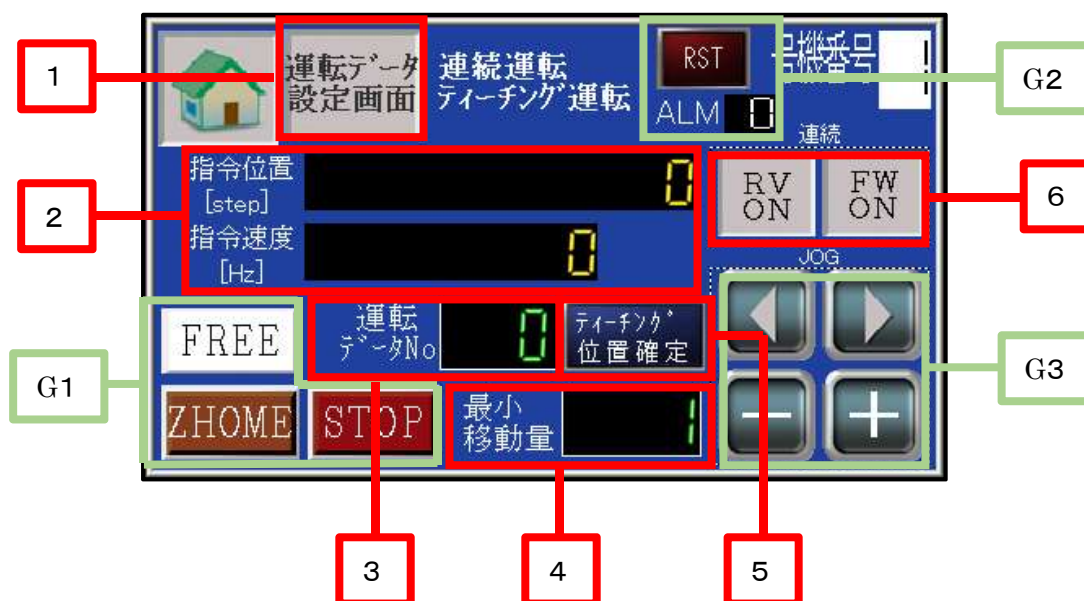 1
運転データ
設定画面
連続運転
ティーチング運転
RST
ALM 0
号機番号
1
G2
指令位置
[step]
0
指令速度
[Hz]
0
2
連続
RV
ON
FW
ON
6
JOG
FREE
運転
データNo
0
ティーチング
位置確定
G1
G3
ZHOME
STOP
最小
移動量
1
-
+
3
4
5